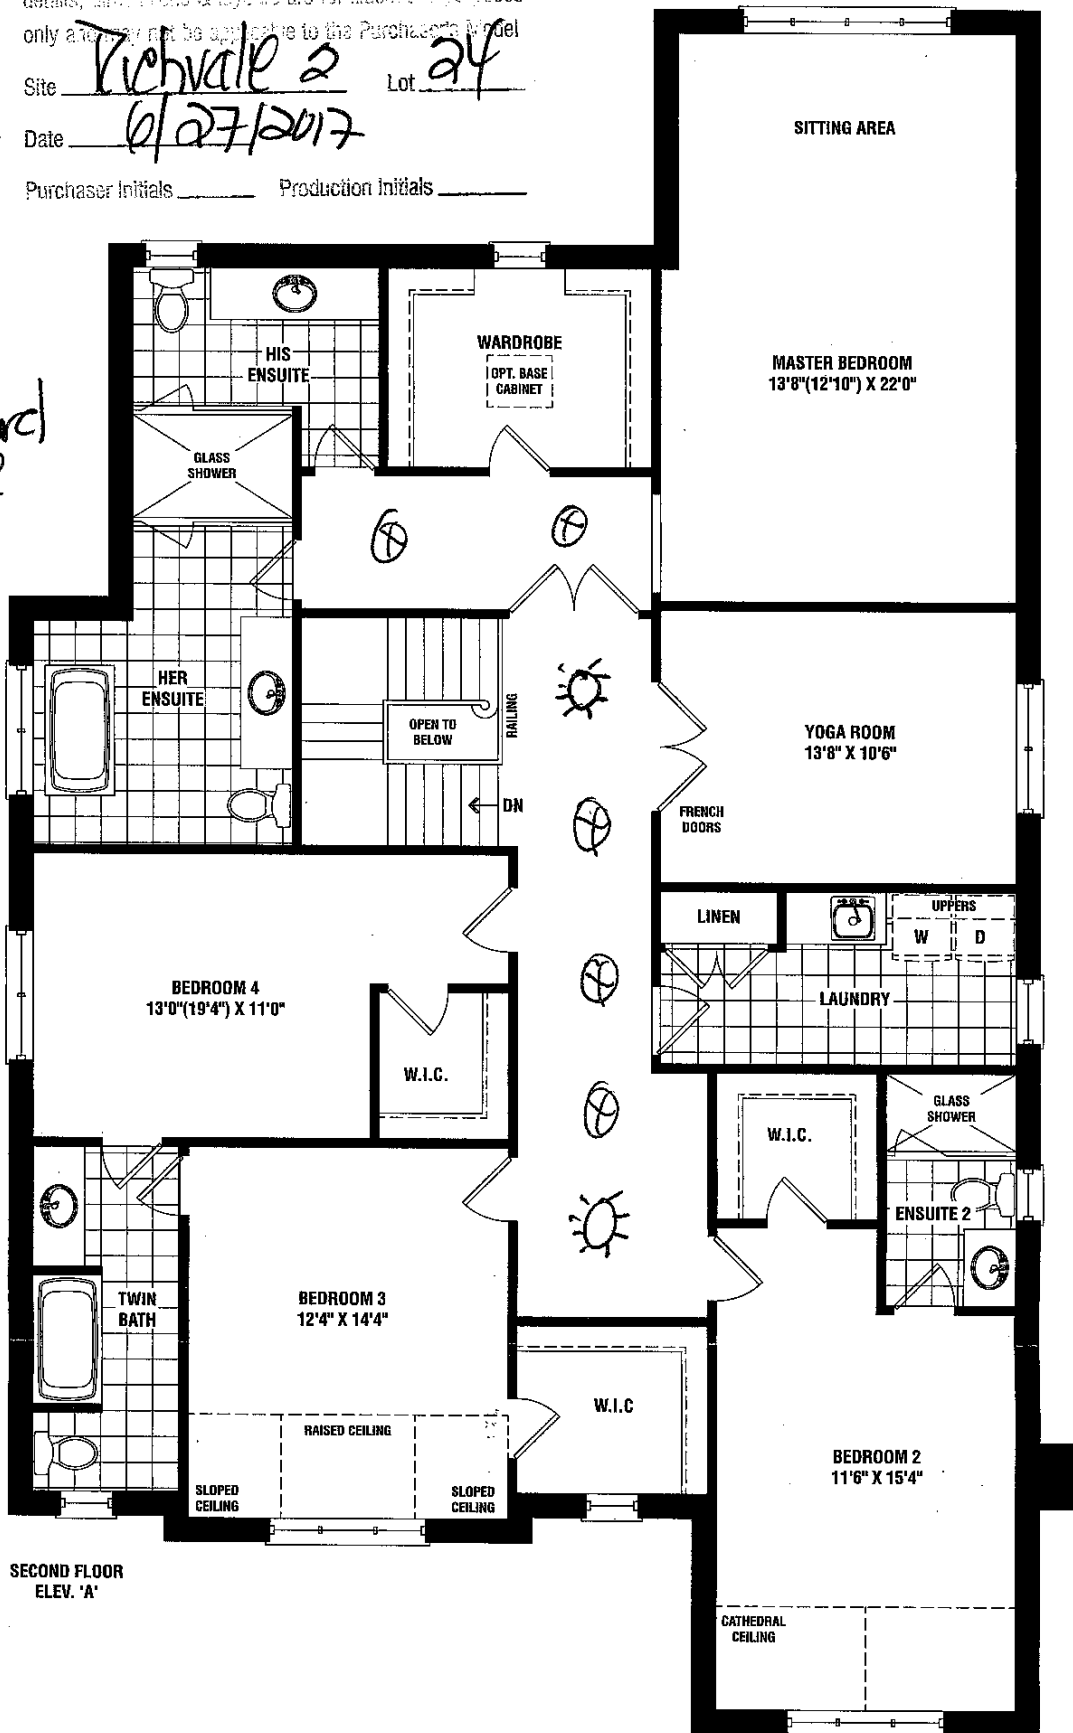 only and may not be applicable to the Purchaser's Model
Site Richvale 2 Lot 24
Date 6/27/2017
Purchaser Initials Production Initials
SITTING AREA
HIS
ENSUITE
WARDROBE
OPT. BASE
CABINET
MASTER BEDROOM
13'8"(12'10") X 22'0"
GLASS
SHOWER
HER
ENSUITE
OPEN TO
BELOW
RAILING
DN
YOGA ROOM
13'8" X 10'6"
FRENCH
DOORS
LINEN
UPPERS
W D
LAUNDRY
BEDROOM 4
13'0"(19'4") X 11'0"
W.I.C.
W.I.C.
GLASS
SHOWER
ENSUITE 2
TWIN
BATH
BEDROOM 3
12'4" X 14'4"
RAISED CEILING
SLOPED
CEILING
SLOPED
CEILING
W.I.C
BEDROOM 2
11'6" X 15'4"
CATHEDRAL
CEILING
SECOND FLOOR
ELEV. 'A'